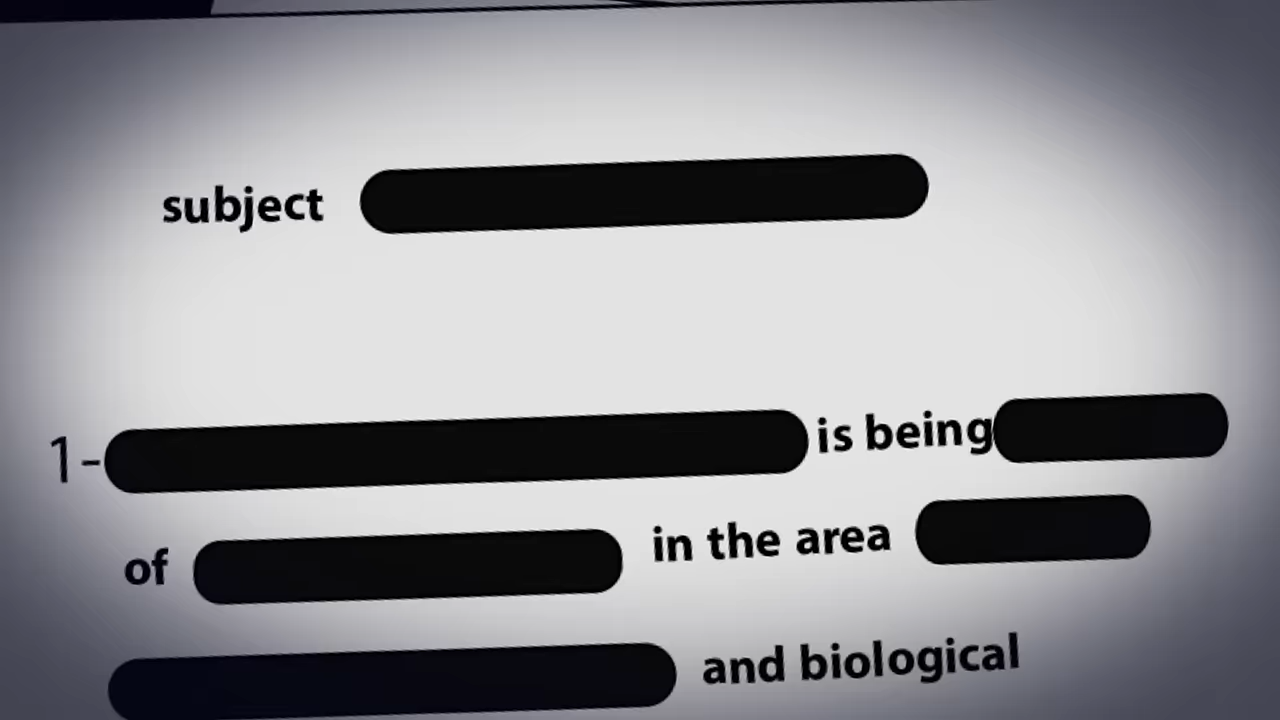 subject
1- is being
of in the area
and biological